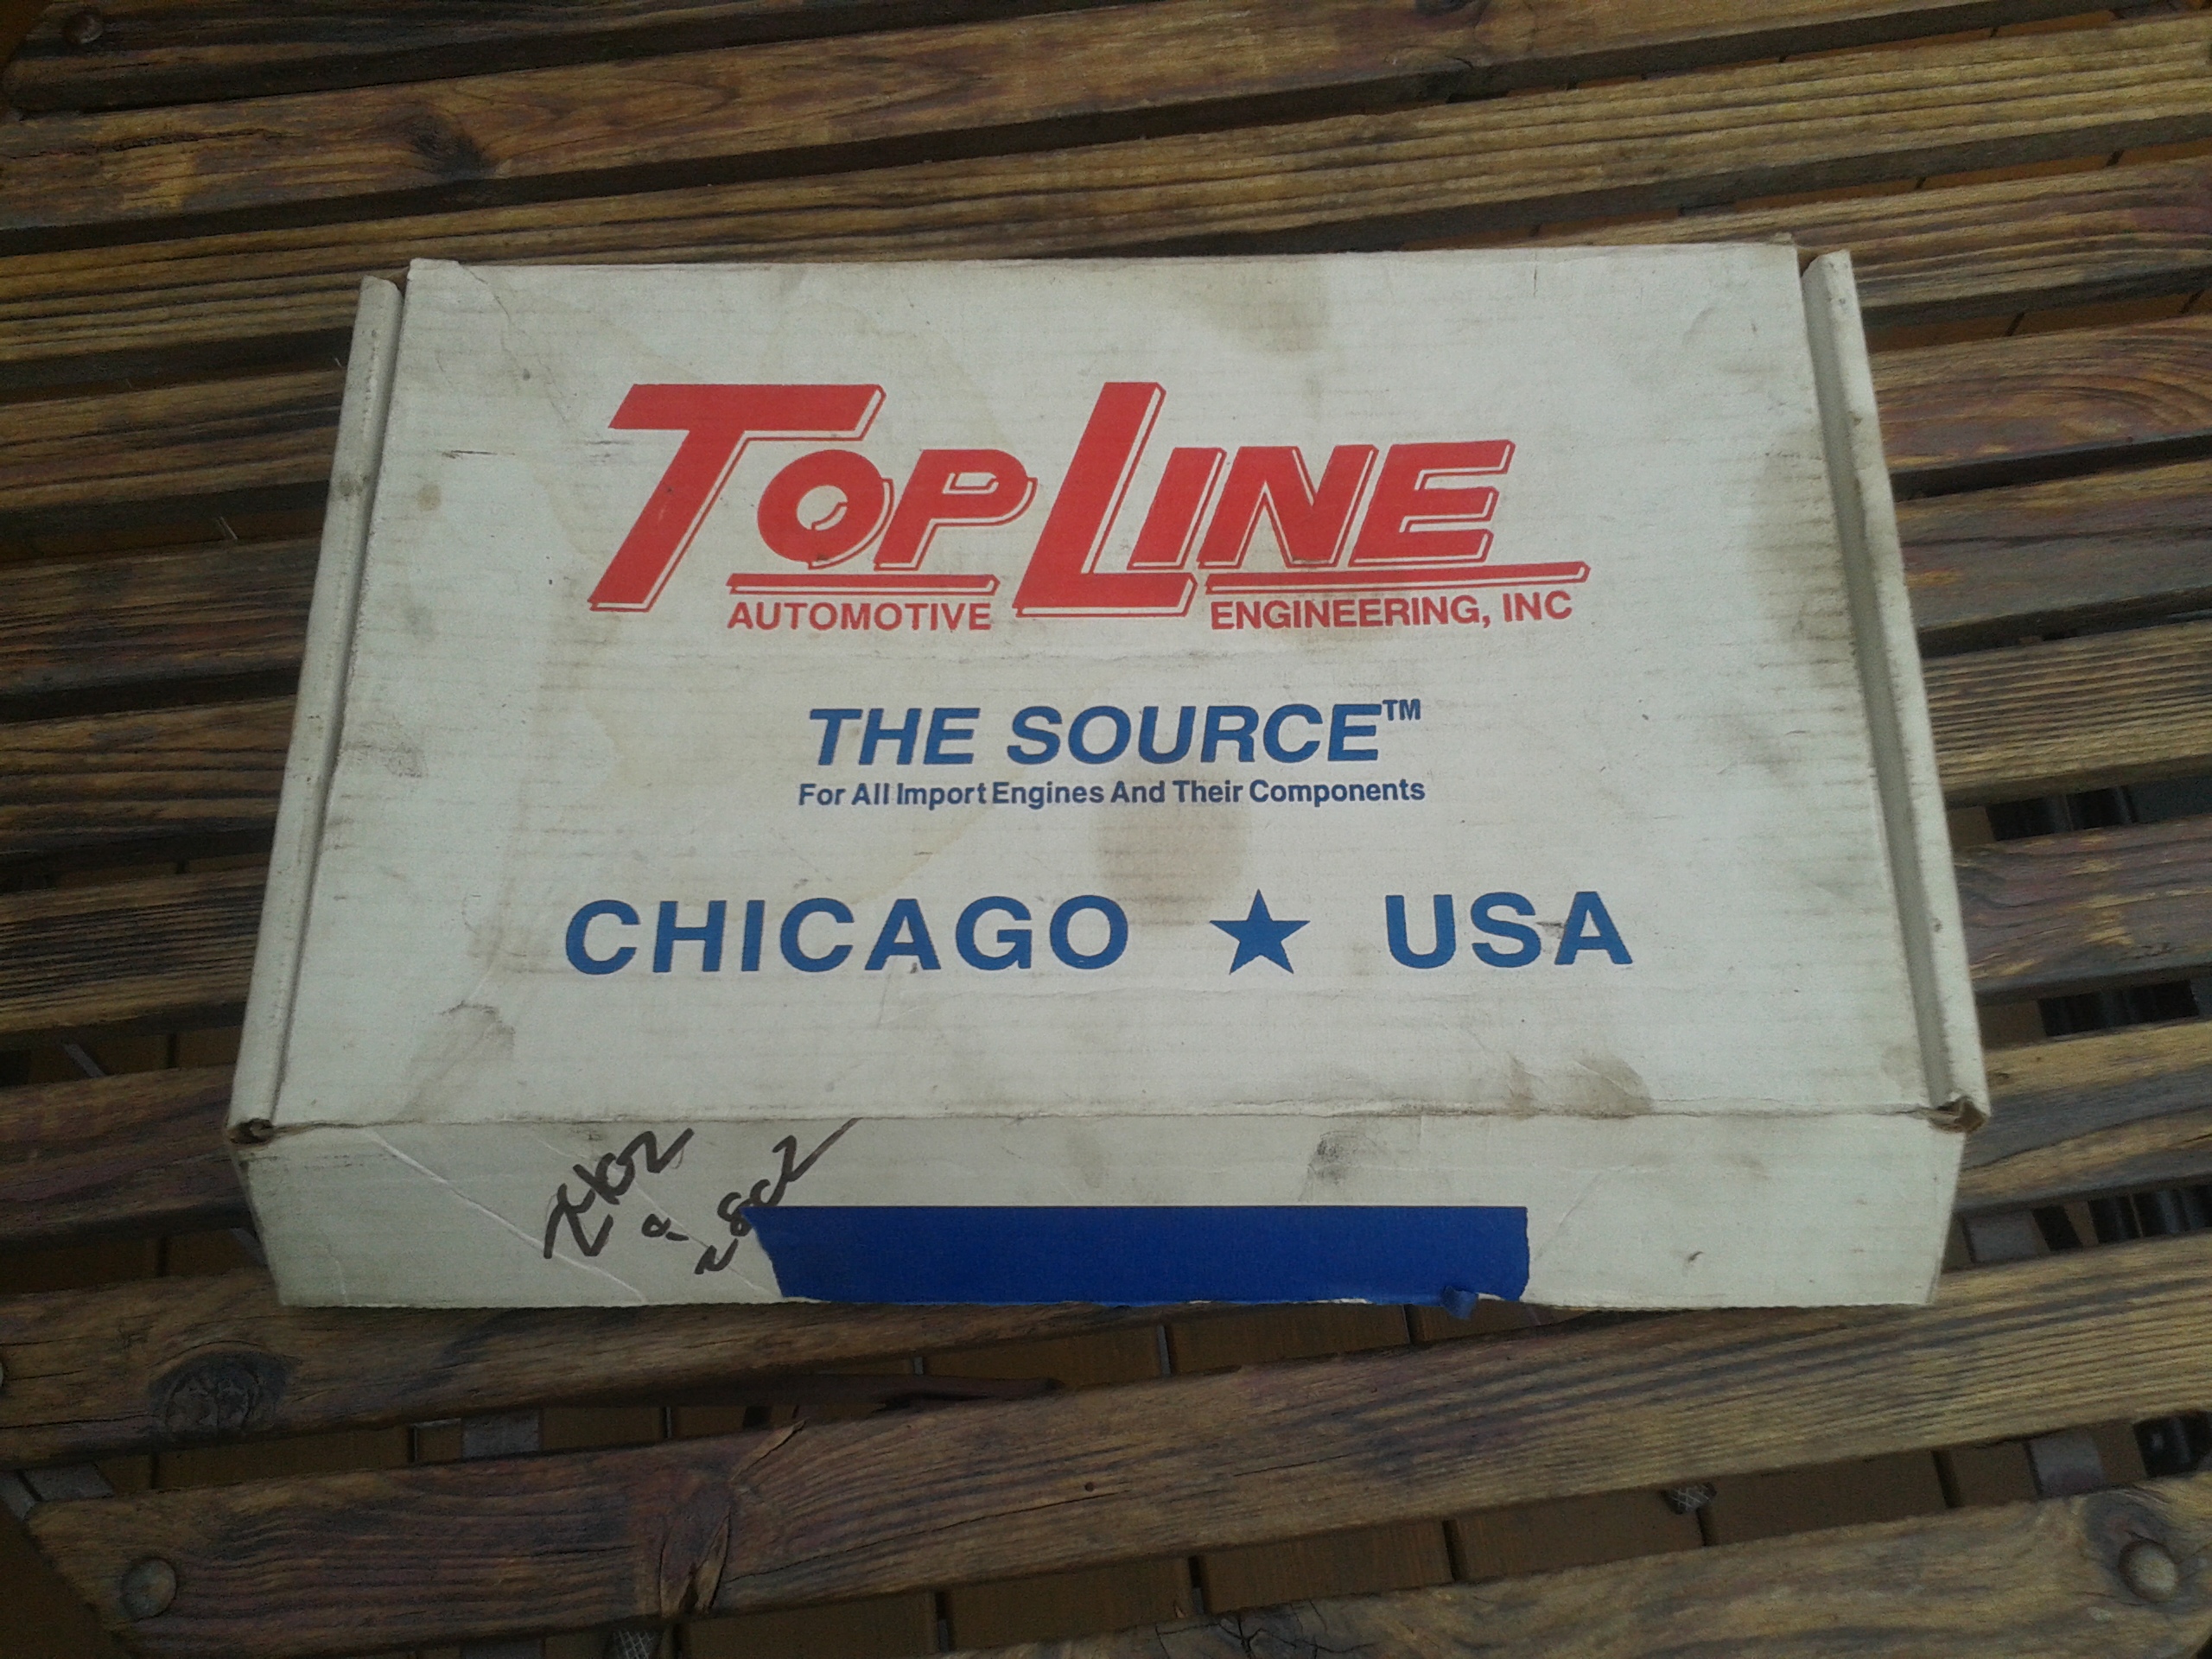 TOPLINE
AUTOMOTIVE ENGINEERING, INC
THE SOURCE™
For All Import Engines And Their Components
CHICAGO ★ USA